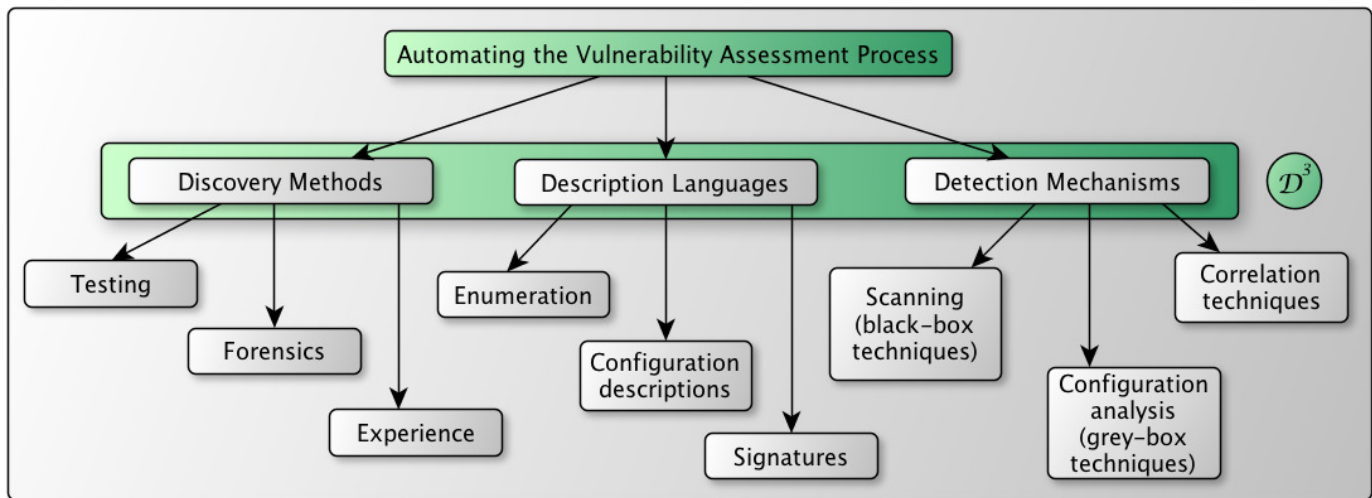 Automating the Vulnerability Assessment Process
Discovery Methods
Description Languages
Detection Mechanisms
D³
Testing
Forensics
Experience
Enumeration
Configuration
descriptions
Signatures
Scanning
(black-box
techniques)
Configuration
analysis
(grey-box
techniques)
Correlation
techniques